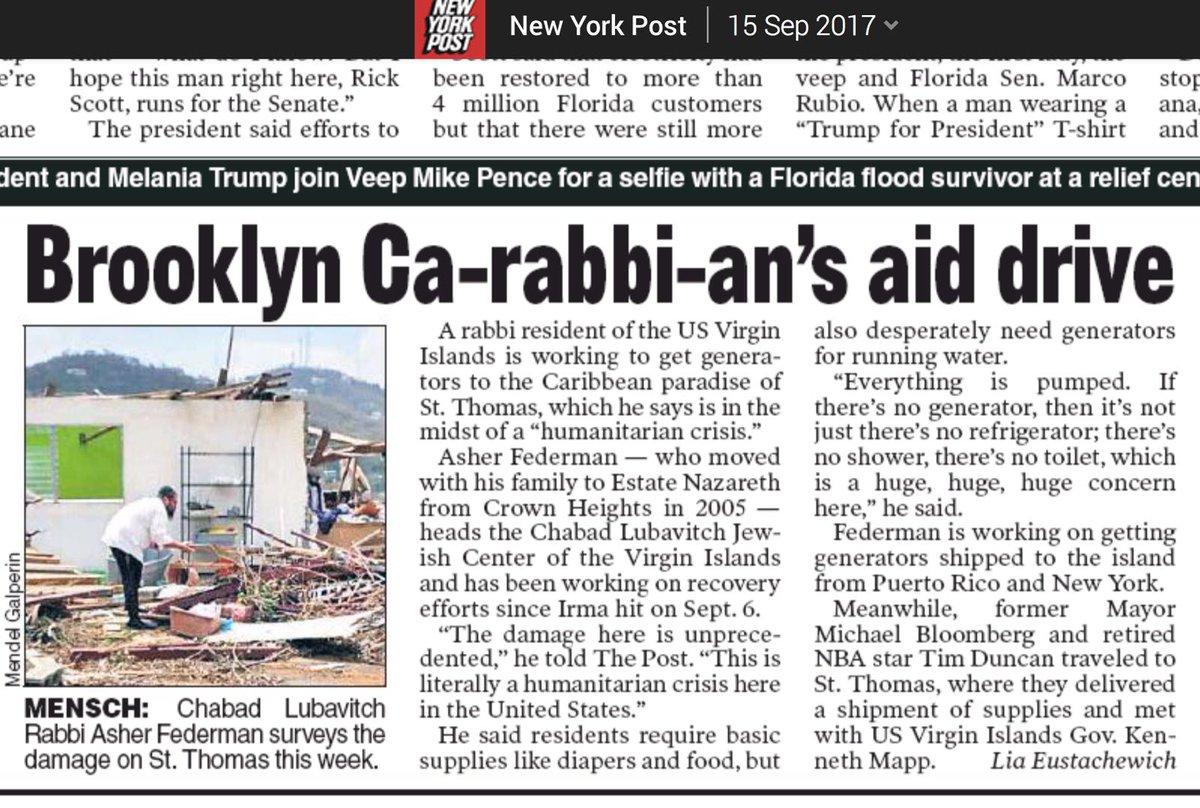 NEW
YORK
POST
New York Post
15 Sep 2017
e're
ane
hope this man right here, Rick
Scott, runs for the Senate.”
The president said efforts to
been restored to more than
4 million Florida customers
but that there were still more
veep and Florida Sen. Marco
Rubio. When a man wearing a
“Trump for President” T-shirt
stop
ana,
and
dent and Melania Trump join Veep Mike Pence for a selfie with a Florida flood survivor at a relief cen
Brooklyn Ca-rabbi-an’s aid drive
Mendel Galperin
MENSCH: Chabad Lubavitch
Rabbi Asher Federman surveys the
damage on St. Thomas this week.
A rabbi resident of the US Virgin
Islands is working to get genera-
tors to the Caribbean paradise of
St. Thomas, which he says is in the
midst of a “humanitarian crisis.”
Asher Federman — who moved
with his family to Estate Nazareth
from Crown Heights in 2005 —
heads the Chabad Lubavitch Jew-
ish Center of the Virgin Islands
and has been working on recovery
efforts since Irma hit on Sept. 6.
“The damage here is unprece-
dented,” he told The Post. “This is
literally a humanitarian crisis here
in the United States.”
He said residents require basic
supplies like diapers and food, but
also desperately need generators
for running water.
“Everything is pumped. If
there’s no generator, then it’s not
just there’s no refrigerator; there’s
no shower, there’s no toilet, which
is a huge, huge, huge concern
here,” he said.
Federman is working on getting
generators shipped to the island
from Puerto Rico and New York.
Meanwhile, former Mayor
Michael Bloomberg and retired
NBA star Tim Duncan traveled to
St. Thomas, where they delivered
a shipment of supplies and met
with US Virgin Islands Gov. Ken-
neth Mapp. Lia Eustachewich